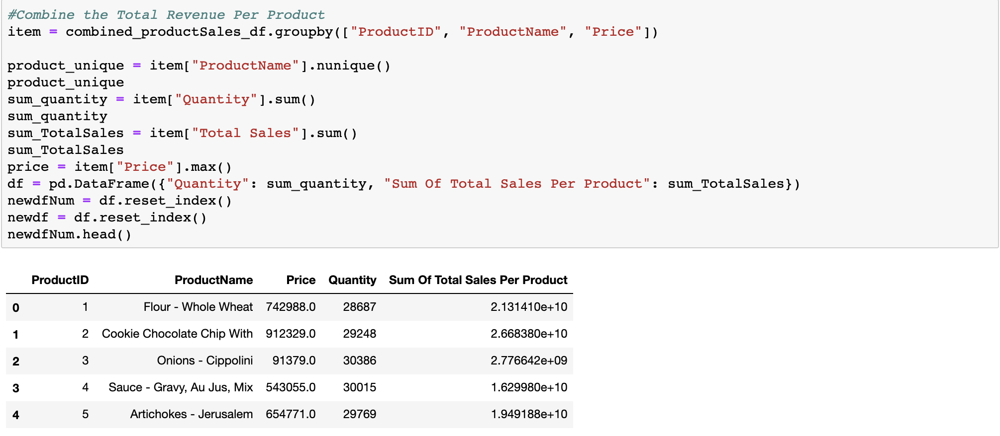 #Combine the Total Revenue Per Product
item = combined_productSales_df.groupby(["ProductID", "ProductName", "Price"])

product_unique = item["ProductName"].nunique()
product_unique
sum_quantity = item["Quantity"].sum()
sum_quantity
sum_TotalSales = item["Total Sales"].sum()
sum_TotalSales
price = item["Price"].max()
df = pd.DataFrame({"Quantity": sum_quantity, "Sum Of Total Sales Per Product": sum_TotalSales})
newdfNum = df.reset_index()
newdf = df.reset_index()
newdfNum.head()

ProductID ProductName Price Quantity Sum Of Total Sales Per Product
0 1 Flour - Whole Wheat 742988.0 28687 2.131410e+10
1 2 Cookie Chocolate Chip With 912329.0 29248 2.668380e+10
2 3 Onions - Cippolini 91379.0 30386 2.776642e+09
3 4 Sauce - Gravy, Au Jus, Mix 543055.0 30015 1.629980e+10
4 5 Artichokes - Jerusalem 654771.0 29769 1.949188e+10